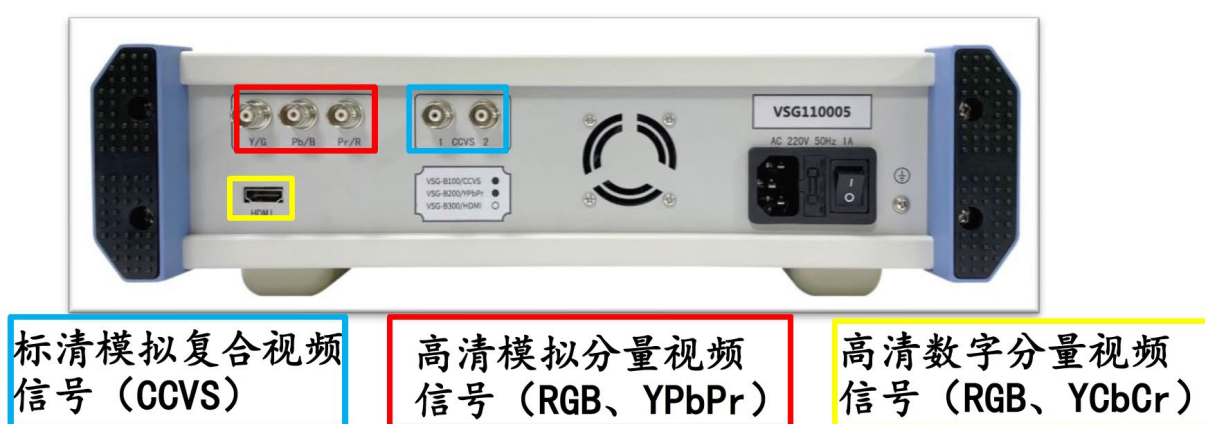 Y/G Pb/B Pr/R
1 CCVS 2
VSG110005
AC 220V 50Hz 1A
VSG-B100/CCVS ●
VSG-B200/YPbPr ●
VSG-B300/HDMI ○
HDMI
I
O
标清模拟复合视频
信号（CCVS）
高清模拟分量视频
信号（RGB、YPbPr）
高清数字分量视频
信号（RGB、YCbCr）